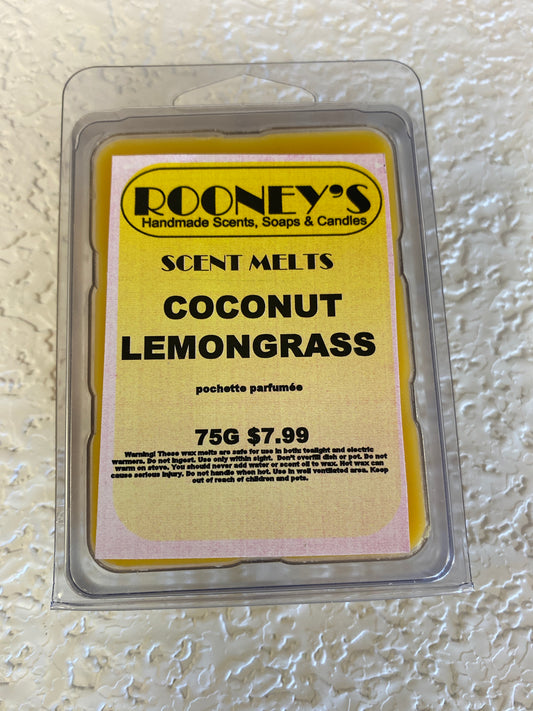 ROONEY'S
Handmade Scents, Soaps & Candles
SCENT MELTS
COCONUT
LEMONGRASS
pochette parfumée
75G $7.99
Warning! These wax melts are safe for use in both tealight and electric
warmers. Do not ingest. Use only within sight. Don't overfill dish or pot. Do not
warm on stove. You should never add water or scent oil to wax. Hot wax can
cause serious injury. Do not handle when hot. Use in well ventilated area. Keep
out of reach of children and pets.